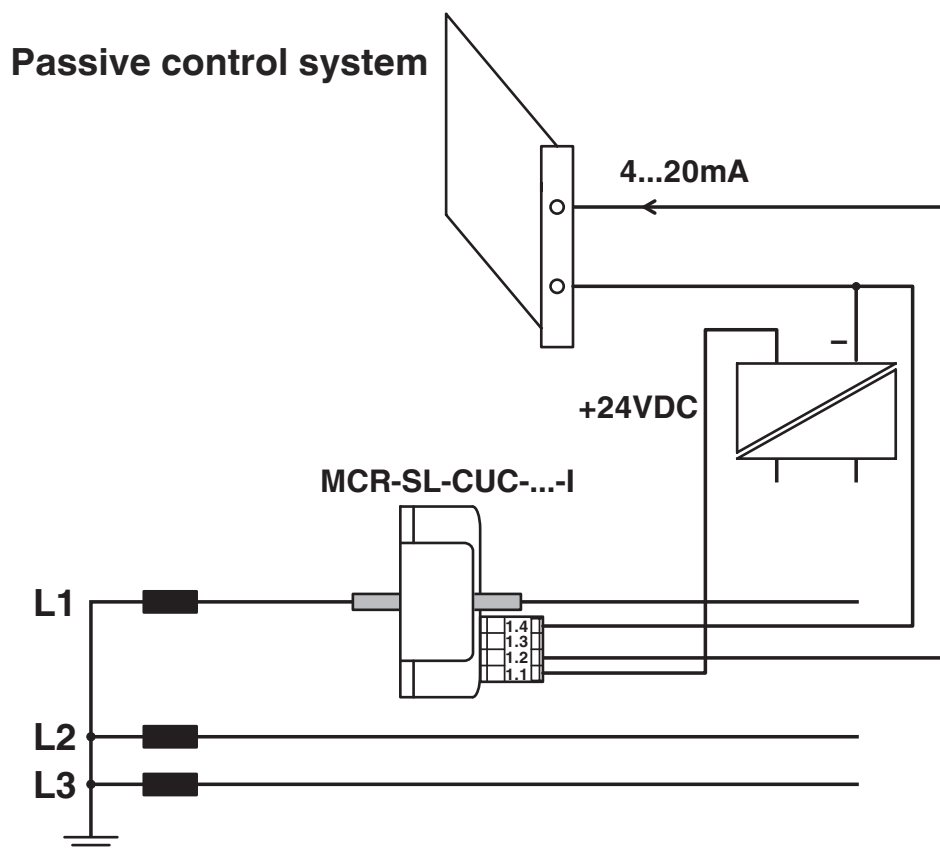 Passive control system
4...20mA
–
+24VDC
MCR-SL-CUC-...-I
L1
1.4
1.3
1.2
1.1
L2
L3